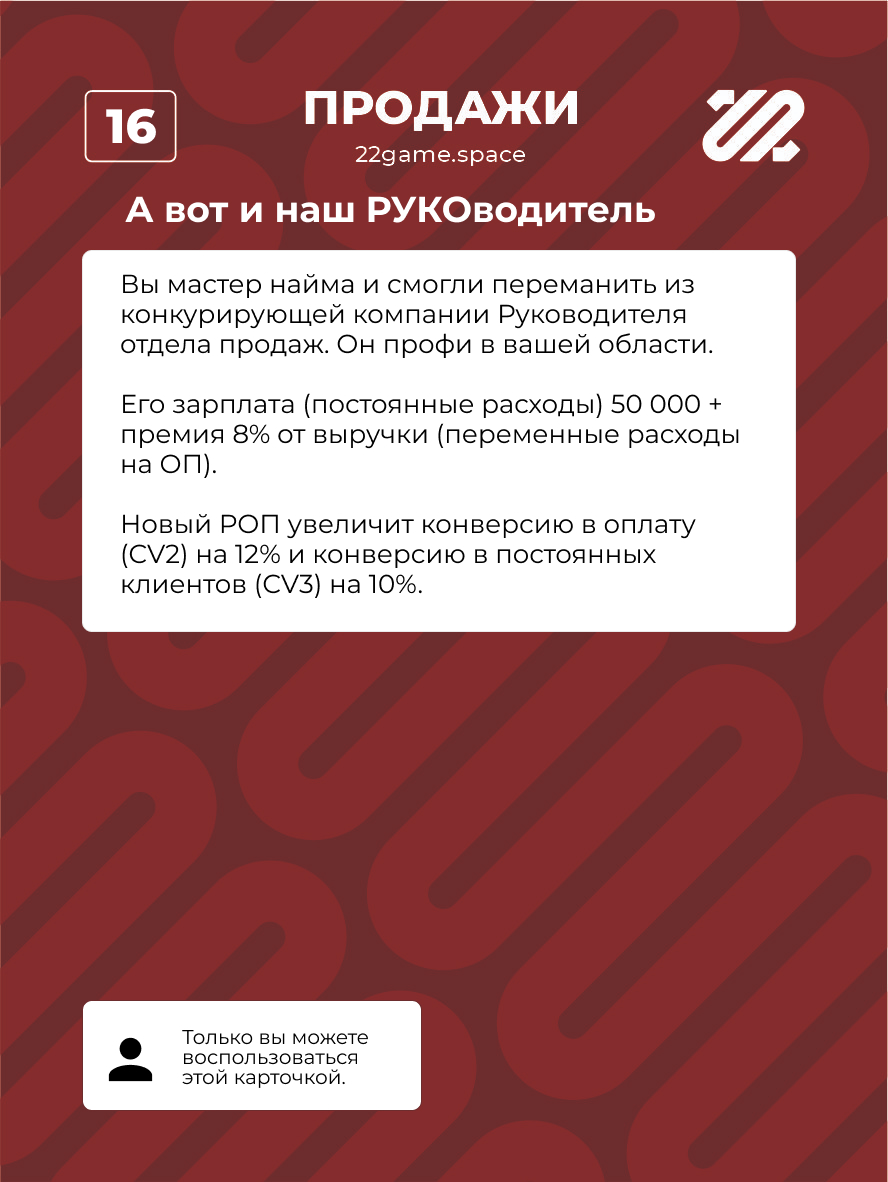 16
ПРОДАЖИ
22game.space
А вот и наш РУКОводитель
Вы мастер найма и смогли переманить из
конкурирующей компании Руководителя
отдела продаж. Он профи в вашей области.
Его зарплата (постоянные расходы) 50 000 +
премия 8% от выручки (переменные расходы
на ОП).
Новый РОП увеличит конверсию в оплату
(CV2) на 12% и конверсию в постоянных
клиентов (CV3) на 10%.
Только вы можете
воспользоваться
этой карточкой.